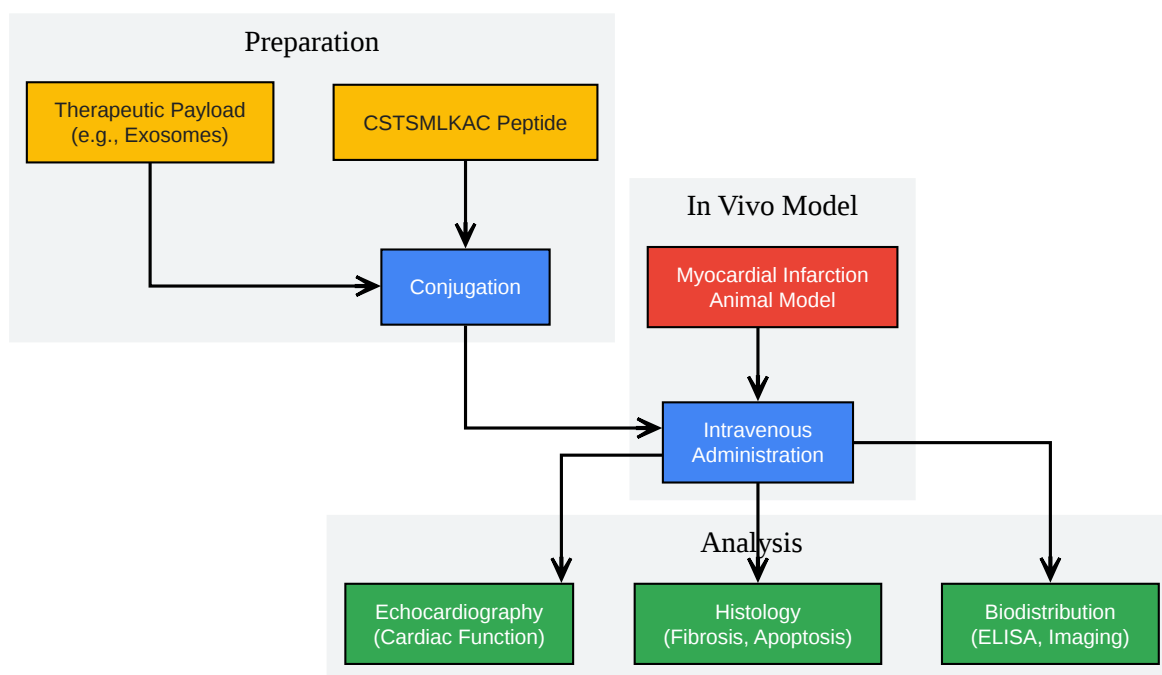 Preparation
Therapeutic Payload
(e.g., Exosomes)
CSTSMLKAC Peptide
Conjugation
In Vivo Model
Myocardial Infarction
Animal Model
Intravenous
Administration
Analysis
Echocardiography
(Cardiac Function)
Histology
(Fibrosis, Apoptosis)
Biodistribution
(ELISA, Imaging)